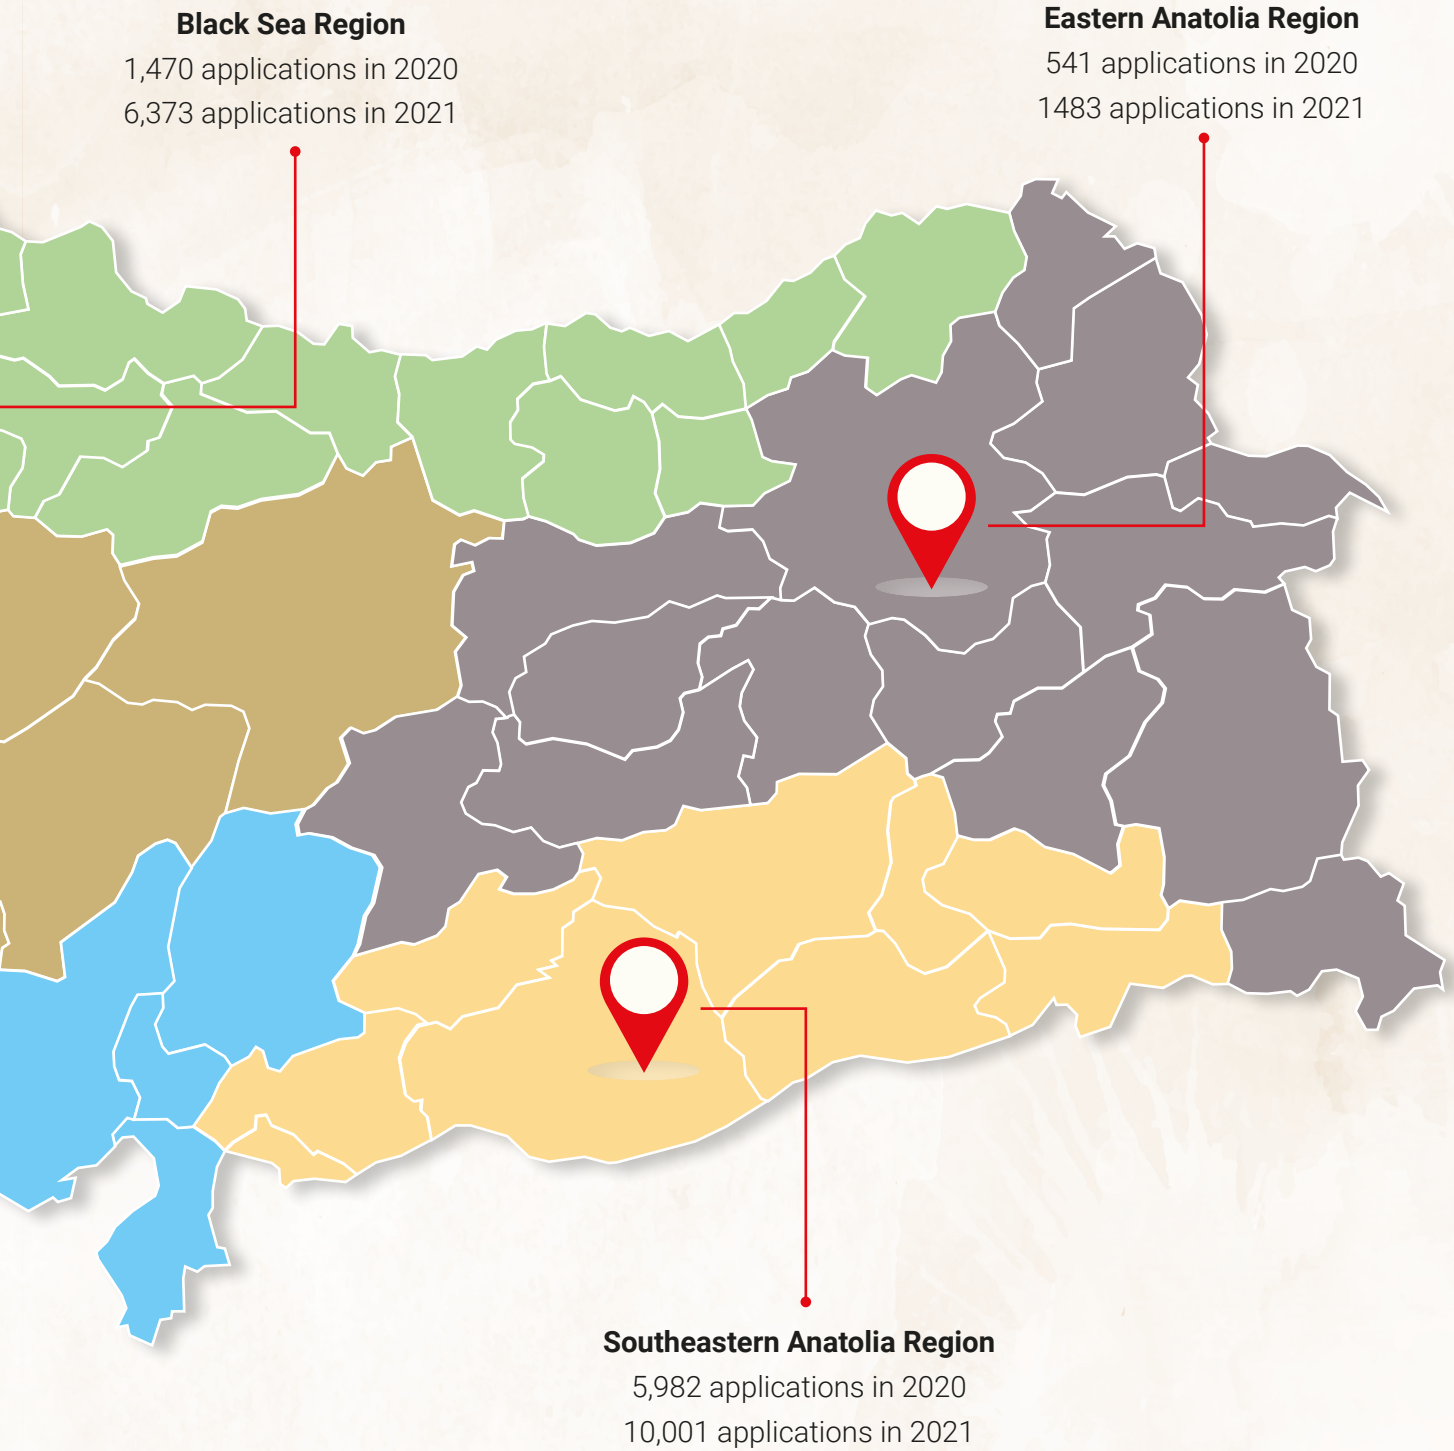 Black Sea Region
1,470 applications in 2020
6,373 applications in 2021
Eastern Anatolia Region
541 applications in 2020
1483 applications in 2021
Southeastern Anatolia Region
5,982 applications in 2020
10,001 applications in 2021